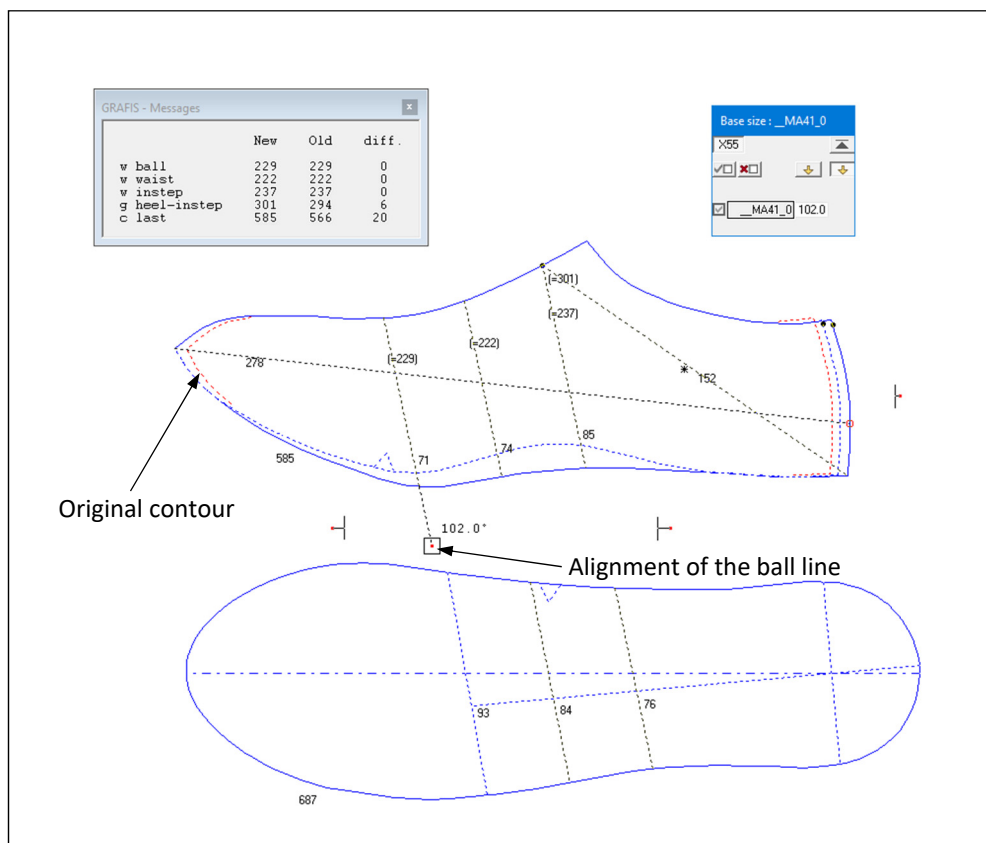 GRAFIS - Messages x
New Old diff.
w ball 229 229 0
w waist 222 222 0
w instep 237 237 0
g heel-instep 301 294 6
c last 585 566 20
Base size : __MA41_0
X55
__MA41_0 102.0
(=301)
(=237)
(=222)
(=229)
278
152
85
74
71
585
Original contour
102.0°
Alignment of the ball line
93
84
76
687